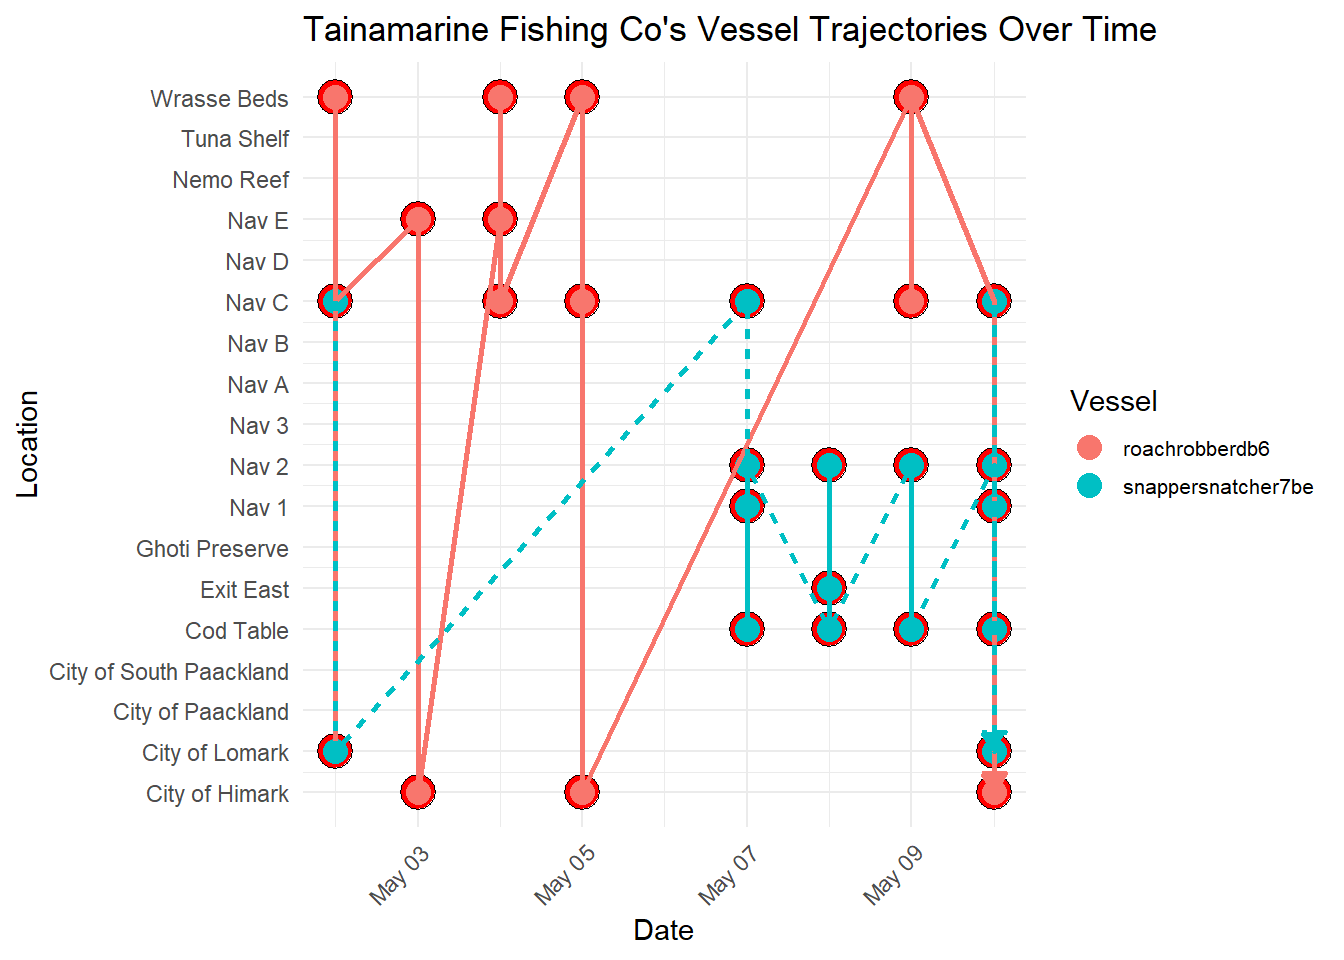 Tainamarine Fishing Co's Vessel Trajectories Over Time
Wrasse Beds
Tuna Shelf
Nemo Reef
Nav E
Nav D
Nav C
Nav B
Nav A
Nav 3
Nav 2
Nav 1
Ghoti Preserve
Exit East
Cod Table
City of South Paackland
City of Paackland
City of Lomark
City of Himark
Location
May 03
May 05
May 07
May 09
Date
Vessel
roachrobberdb6
snappersnatcher7be